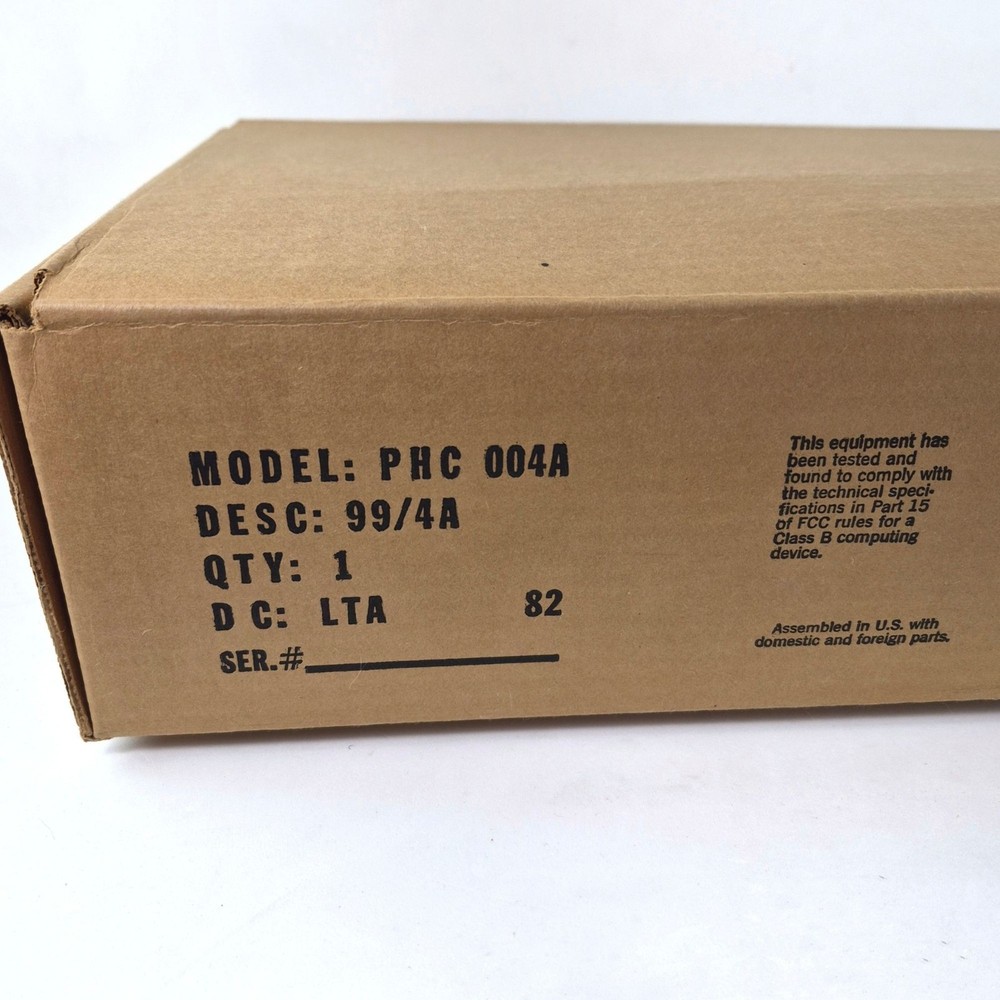 MODEL: PHC 004A
DESC: 99/4A
QTY: 1
D C: LTA 82
SER.#
This equipment has
been tested and
found to comply with
the technical speci-
fications in Part 15
of FCC rules for a
Class B computing
device.
Assembled in U.S. with
domestic and foreign parts.